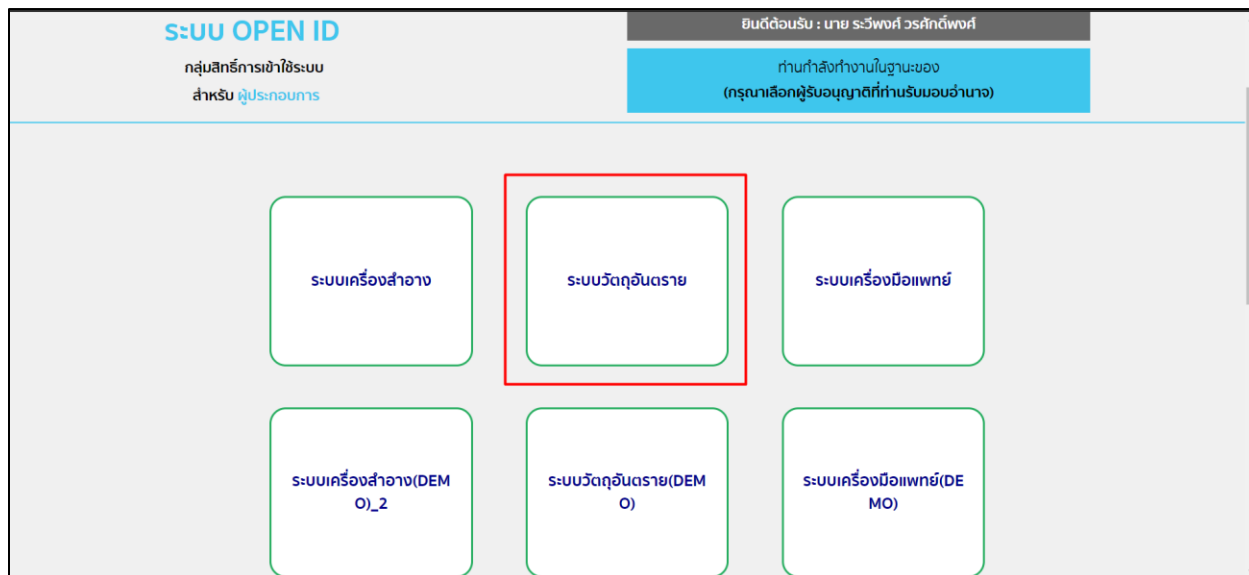 ระบบ OPEN ID
กลุ่มสิทธิ์การเข้าใช้ระบบ
สำหรับ ผู้ประกอบการ
ยินดีต้อนรับ : นาย ระวีพงศ์ วรศักดิ์พงศ์
ท่านกำลังทำงานในฐานะของ
(กรุณาเลือกผู้รับอนุญาติที่ท่านรับมอบอำนาจ)
ระบบเครื่องสำอาง
ระบบวัตถุอันตราย
ระบบเครื่องมือแพทย์
ระบบเครื่องสำอาง(DEM
O)_2
ระบบวัตถุอันตราย(DEM
O)
ระบบเครื่องมือแพทย์(DE
MO)